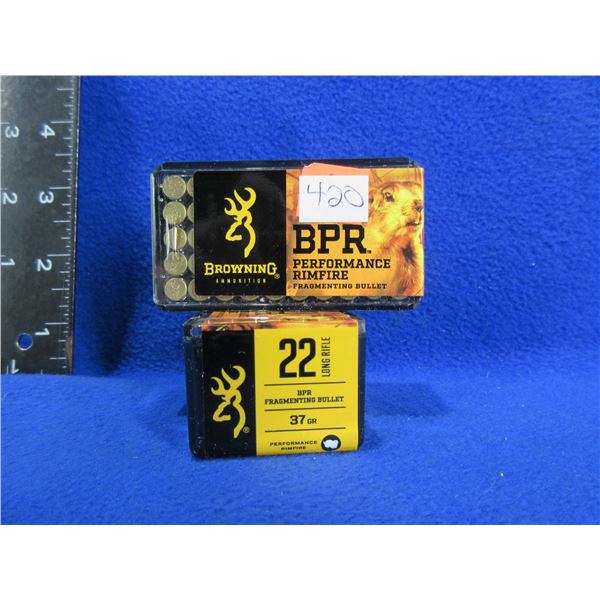 4
3
3
2
2
1
1
420
BPR™
PERFORMANCE
RIMFIRE
FRAGMENTING BULLET
BROWNING®
AMMUNITION
22 LONG RIFLE
BPR
FRAGMENTING BULLET
37 GR
PERFORMANCE
RIMFIRE
®